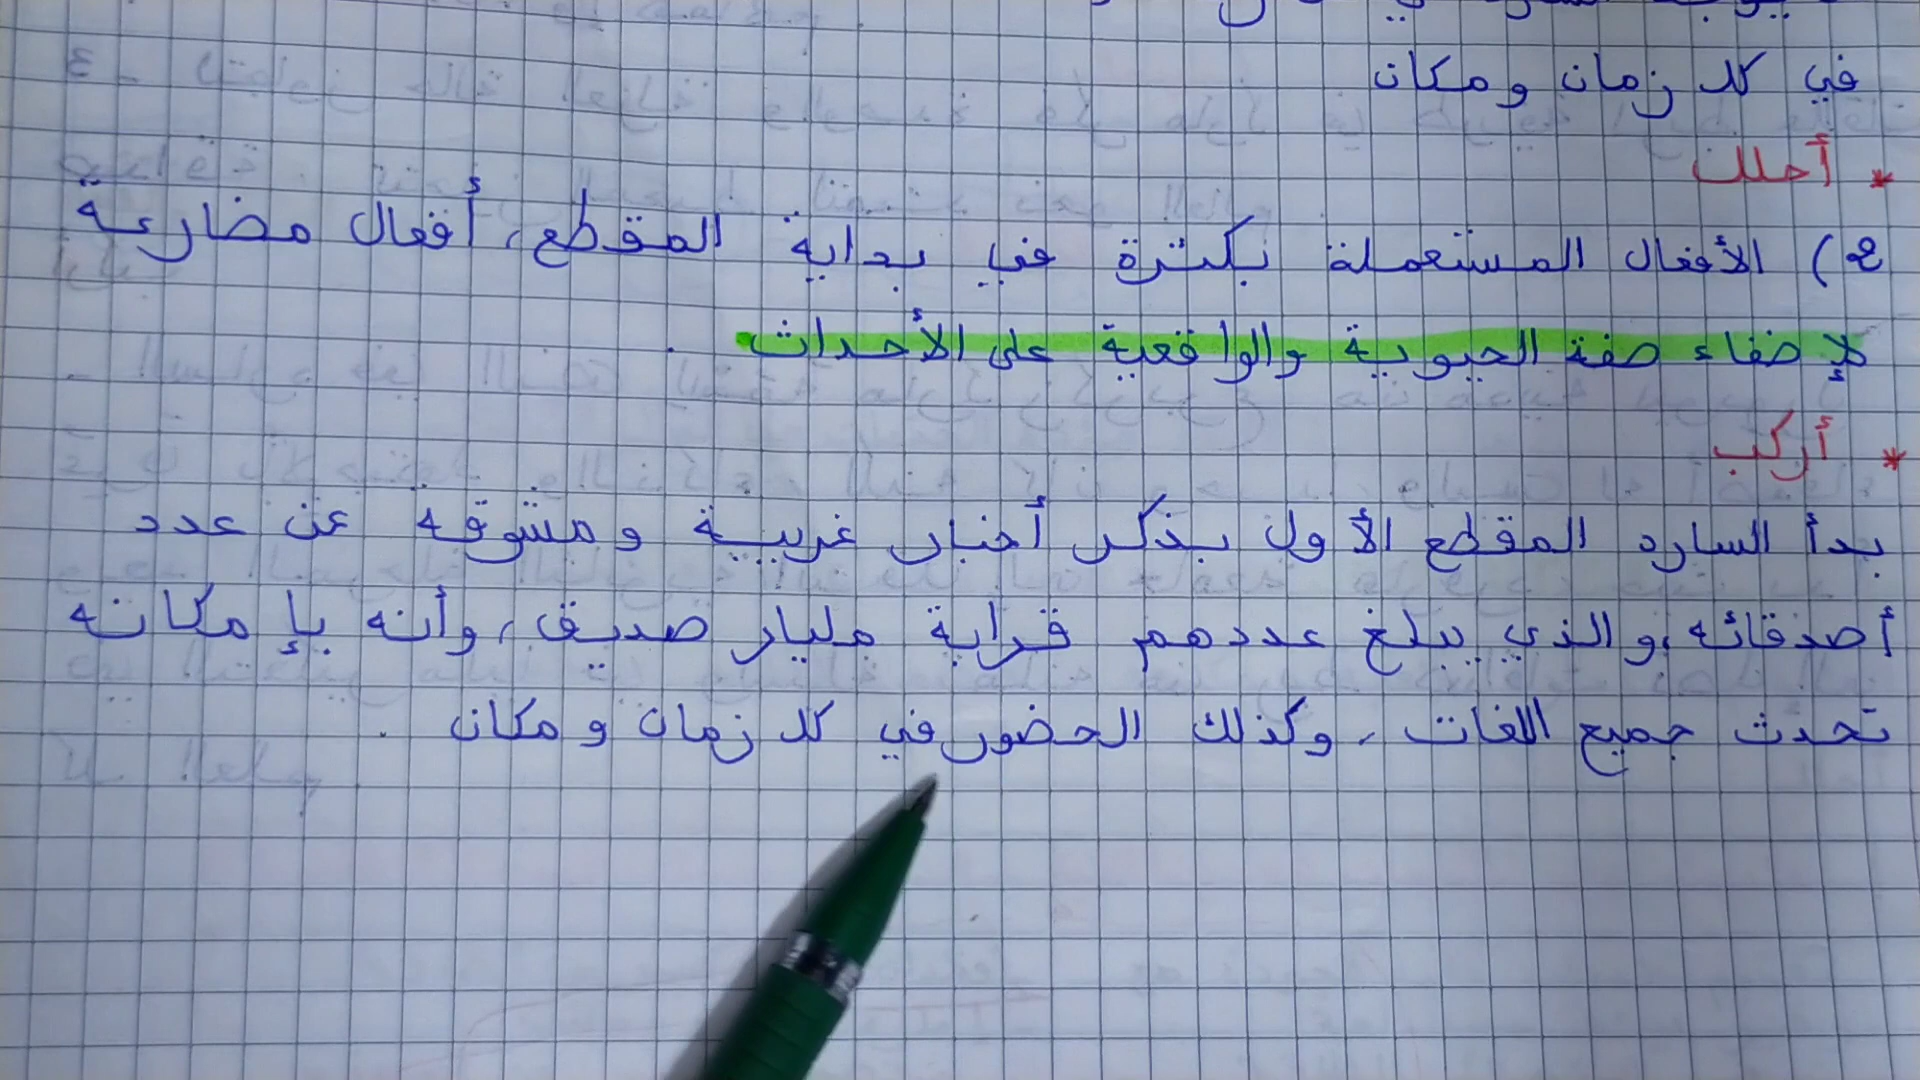 في كل زمان ومكان
* أحلل
2) الأفعال المستعملة بكثرة في بداية المقطع، أفعال مضارعة
لإضفاء صفة الحيوية والواقعية على الأحداث.
* أركب
بدأ السارد المقطع الأول بذكر أخبار غريبة ومشوقة عن عدد
أصدقائه، والذي يبلغ عددهم قرابة مليار صديق، وأنه بإمكانه
تحدث جميع اللغات، وكذلك الحضور في كل زمان ومكان.